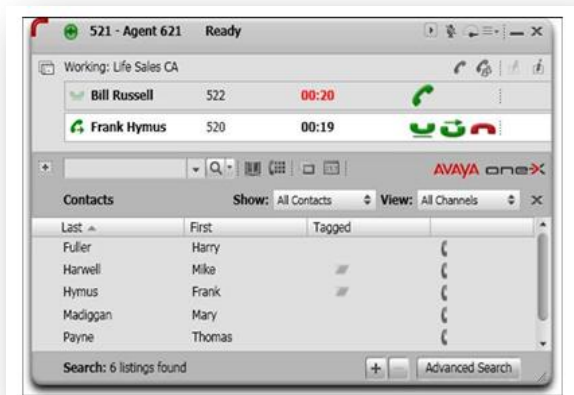 521 - Agent 621 Ready
Working: Life Sales CA
Bill Russell 522 00:20
Frank Hymus 520 00:19
AVAYA one-X
Contacts Show: All Contacts View: All Channels
Last First Tagged
Fuller Harry
Harwell Mike
Hymus Frank
Madiggan Mary
Payne Thomas
Search: 6 listings found Advanced Search